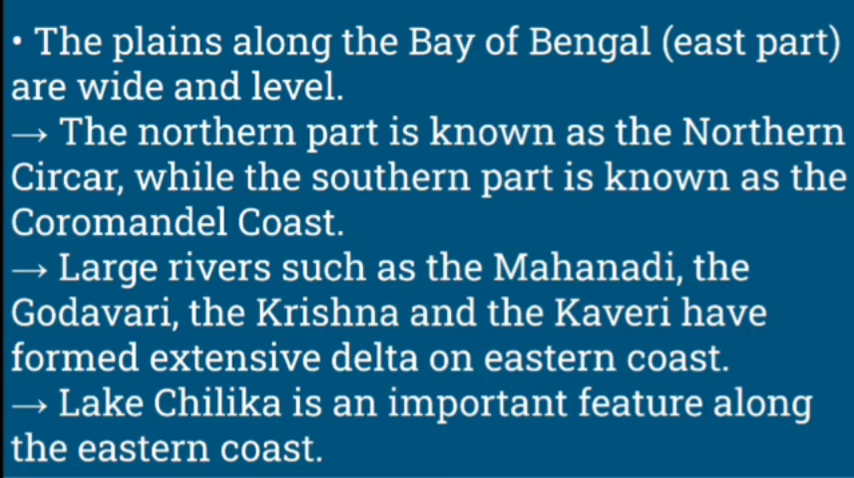 • The plains along the Bay of Bengal (east part)
are wide and level.
→ The northern part is known as the Northern
Circar, while the southern part is known as the
Coromandel Coast.
→ Large rivers such as the Mahanadi, the
Godavari, the Krishna and the Kaveri have
formed extensive delta on eastern coast.
→ Lake Chilika is an important feature along
the eastern coast.